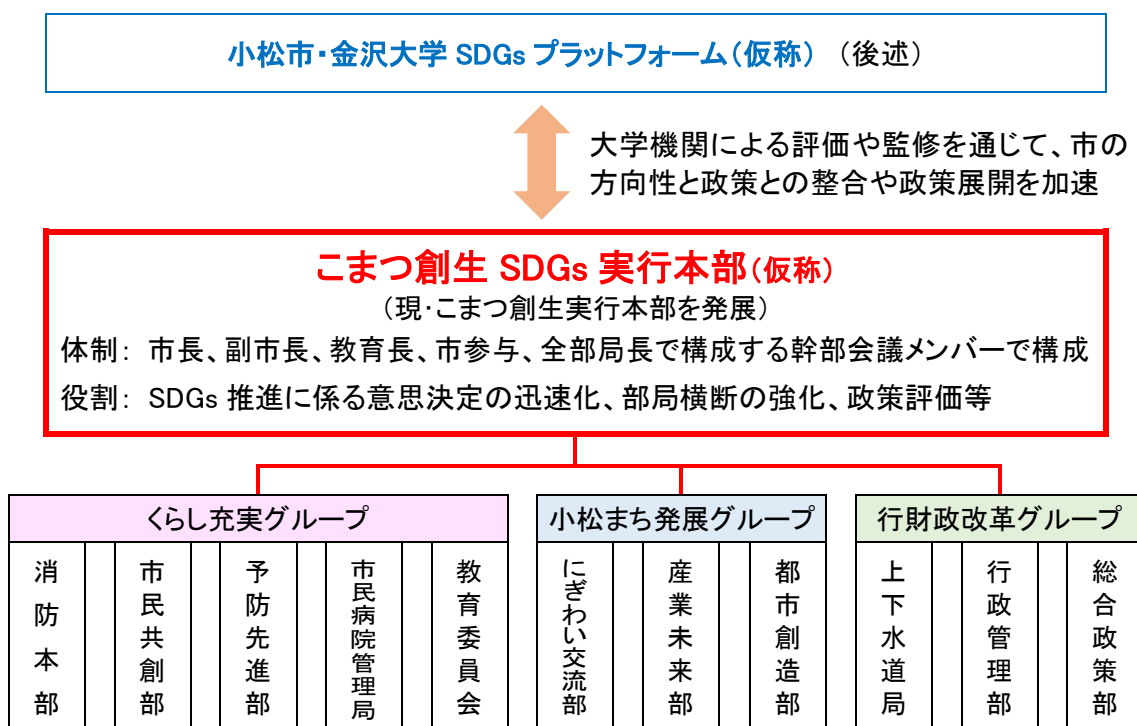 小松市・金沢大学 SDGs プラットフォーム(仮称) (後述)
大学機関による評価や監修を通じて、市の
方向性と政策との整合や政策展開を加速
こまつ創生 SDGs 実行本部(仮称)
(現・こまつ創生実行本部を発展)
体制: 市長、副市長、教育長、市参与、全部局長で構成する幹部会議メンバーで構成
役割: SDGs 推進に係る意思決定の迅速化、部局横断の強化、政策評価等
くらし充実グループ
消防本部
市民共創部
予防先進部
市民病院管理局
教育委員会
小松まち発展グループ
にぎわい交流部
産業未来部
都市創造部
行財政改革グループ
上下水道局
行政管理部
総合政策部